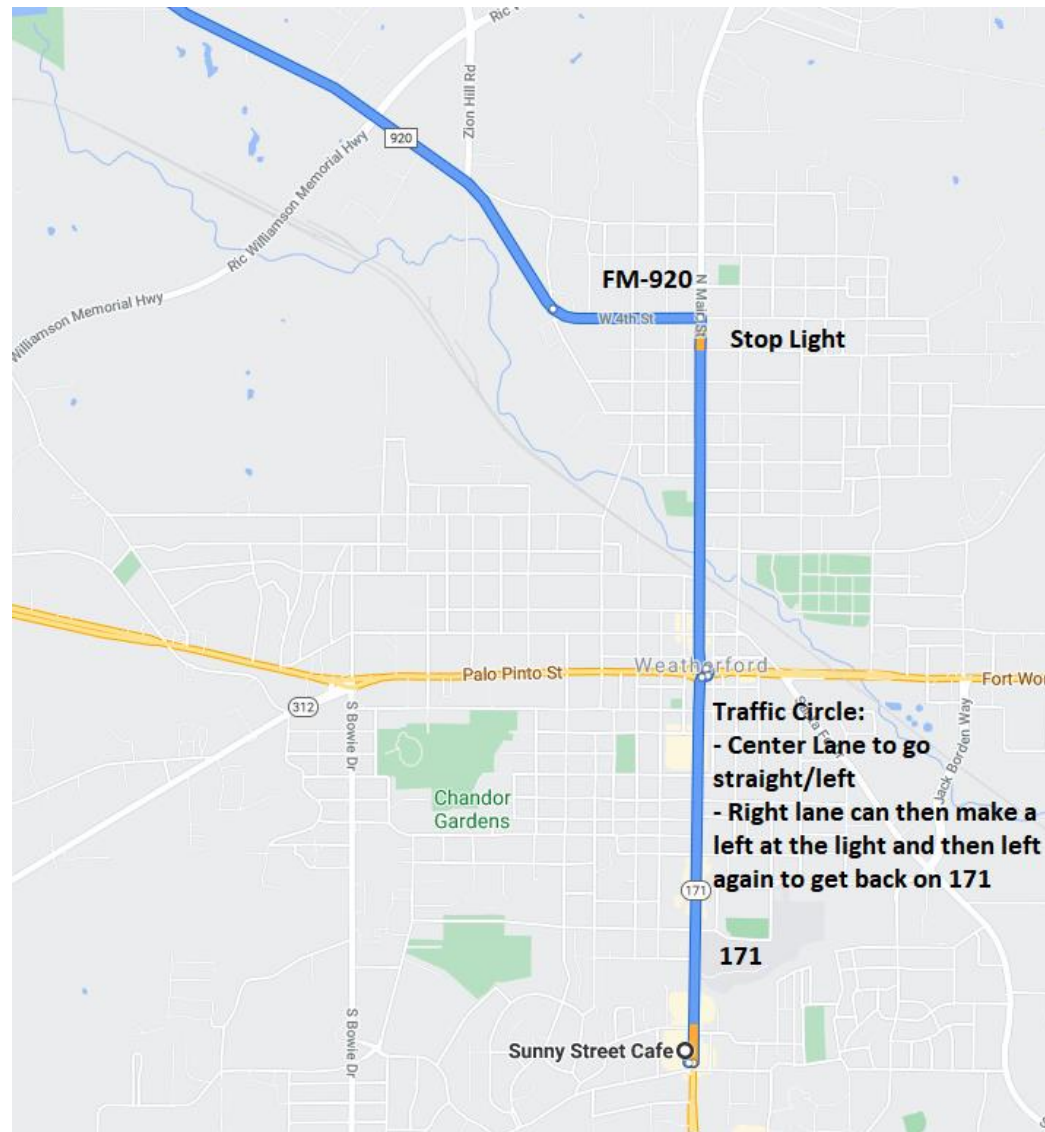 Ric
Zion Hill Rd
920
Ric Williamson Memorial Hwy
Williamson Memorial Hwy
FM-920
N Main St
W 4th St
Stop Light
Weatherford
Palo Pinto St
Fort Wor
312
S Bowie Dr
Traffic Circle:
- Center Lane to go
straight/left
- Right lane can then make a
left at the light and then left
again to get back on 171
Jack Borden Way
Chandor
Gardens
171
171
S Bowie Dr
Sunny Street Cafe